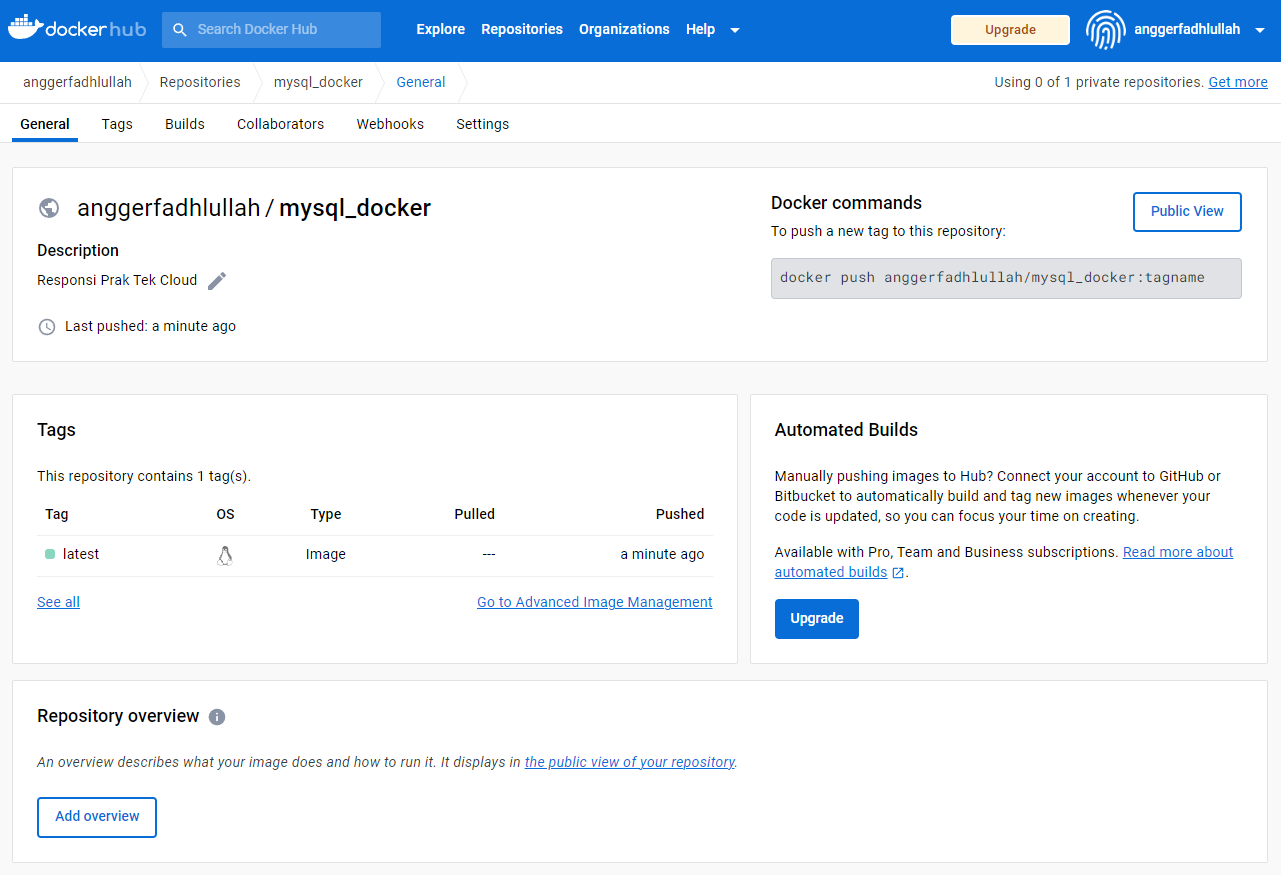 dockerhub
Search Docker Hub
Explore
Repositories
Organizations
Help
Upgrade
anggerfadhlullah
anggerfadhlullah
Repositories
mysql_docker
General
Using 0 of 1 private repositories. Get more
General
Tags
Builds
Collaborators
Webhooks
Settings
anggerfadhlullah / mysql_docker
Description
Responsi Prak Tek Cloud
Last pushed: a minute ago
Docker commands
To push a new tag to this repository:
Public View
docker push anggerfadhlullah/mysql_docker:tagname
Tags
This repository contains 1 tag(s).
Tag OS Type Pulled Pushed
latest Image --- a minute ago
See all
Go to Advanced Image Management
Automated Builds
Manually pushing images to Hub? Connect your account to GitHub or
Bitbucket to automatically build and tag new images whenever your
code is updated, so you can focus your time on creating.
Available with Pro, Team and Business subscriptions. Read more about
automated builds.
Upgrade
Repository overview
An overview describes what your image does and how to run it. It displays in the public view of your repository.
Add overview